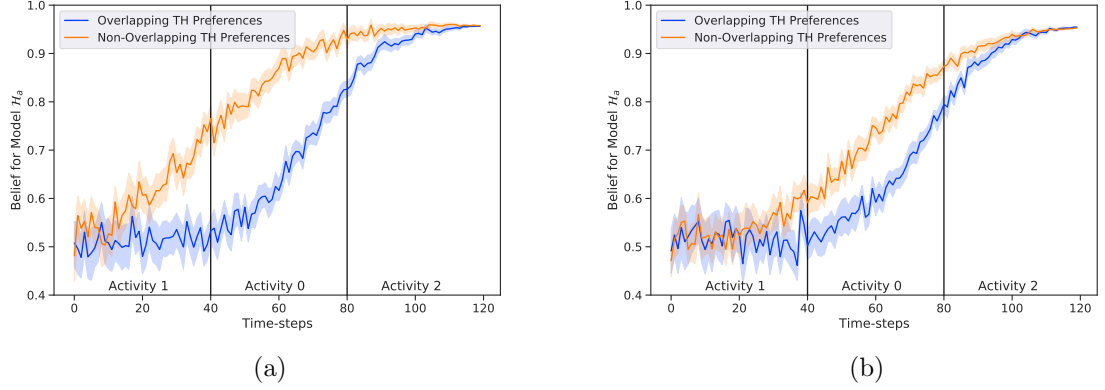 1.0
0.9
0.8
0.7
0.6
0.5
0.4
Belief for Model ℋₐ
Overlapping TH Preferences
Non-Overlapping TH Preferences
Activity 1 Activity 0 Activity 2
0 20 40 60 80 100 120
Time-steps
(a)
1.0
0.9
0.8
0.7
0.6
0.5
0.4
Belief for Model ℋₐ
Overlapping TH Preferences
Non-Overlapping TH Preferences
Activity 1 Activity 0 Activity 2
0 20 40 60 80 100 120
Time-steps
(b)